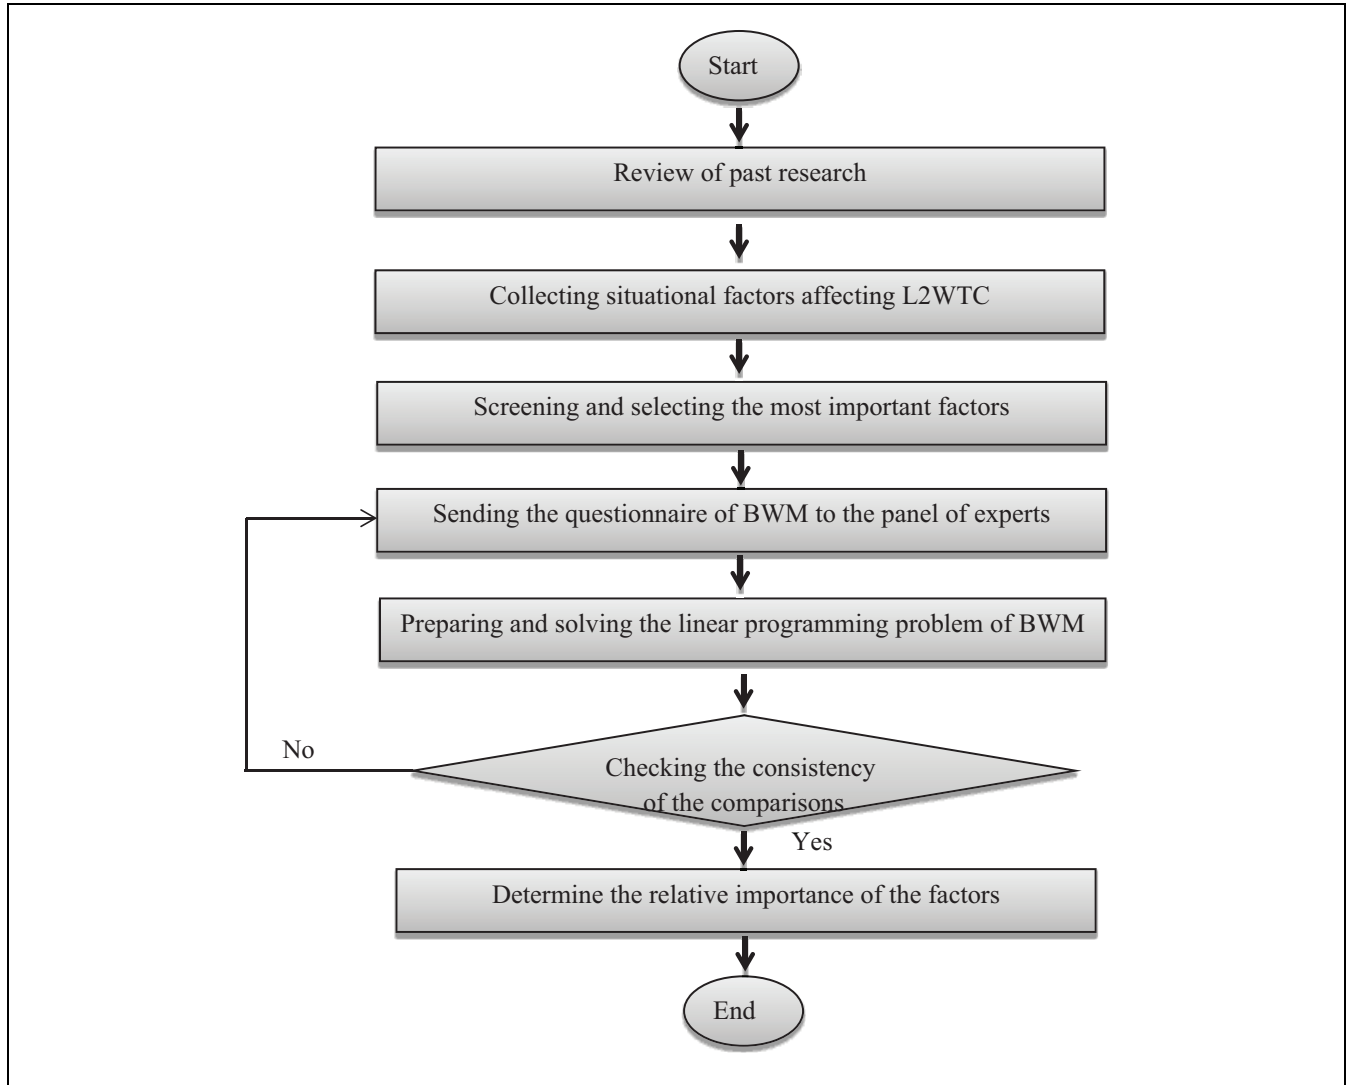 Start
Review of past research
Collecting situational factors affecting L2WTC
Screening and selecting the most important factors
Sending the questionnaire of BWM to the panel of experts
Preparing and solving the linear programming problem of BWM
No
Checking the consistency
of the comparisons
Yes
Determine the relative importance of the factors
End